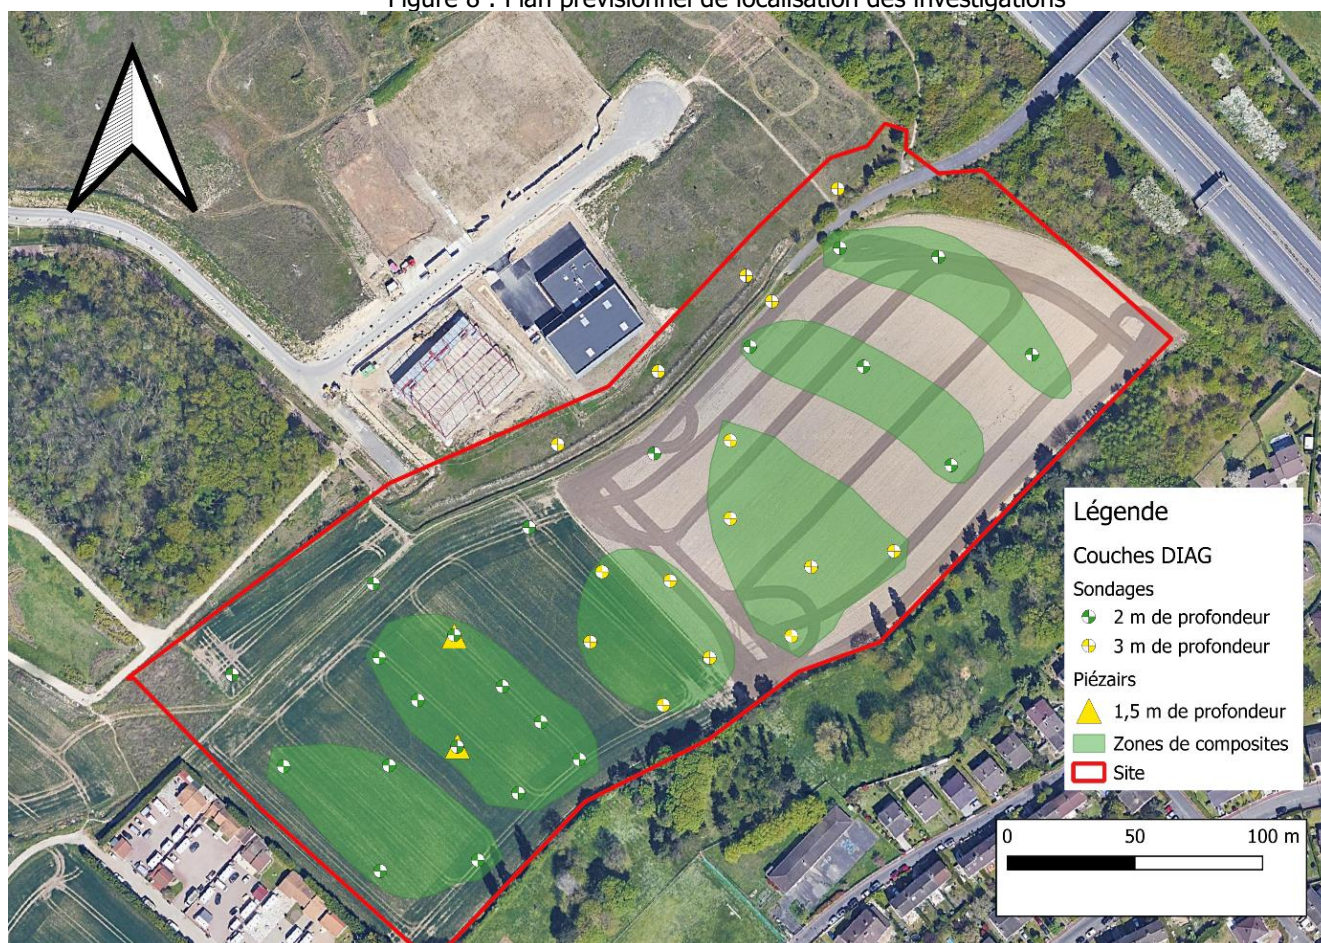 Figure 8 : Plan prévisionnel de localisation des investigations
Légende
Couches DIAG
Sondages
2 m de profondeur
3 m de profondeur
Piézairs
1,5 m de profondeur
Zones de composites
Site
0 50 100 m